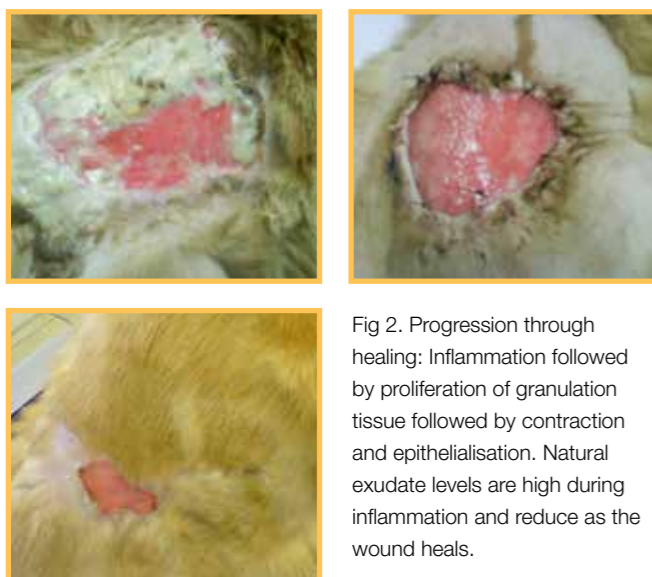 Fig 2. Progression through
healing: Inflammation followed
by proliferation of granulation
tissue followed by contraction
and epithelialisation. Natural
exudate levels are high during
inflammation and reduce as the
wound heals.